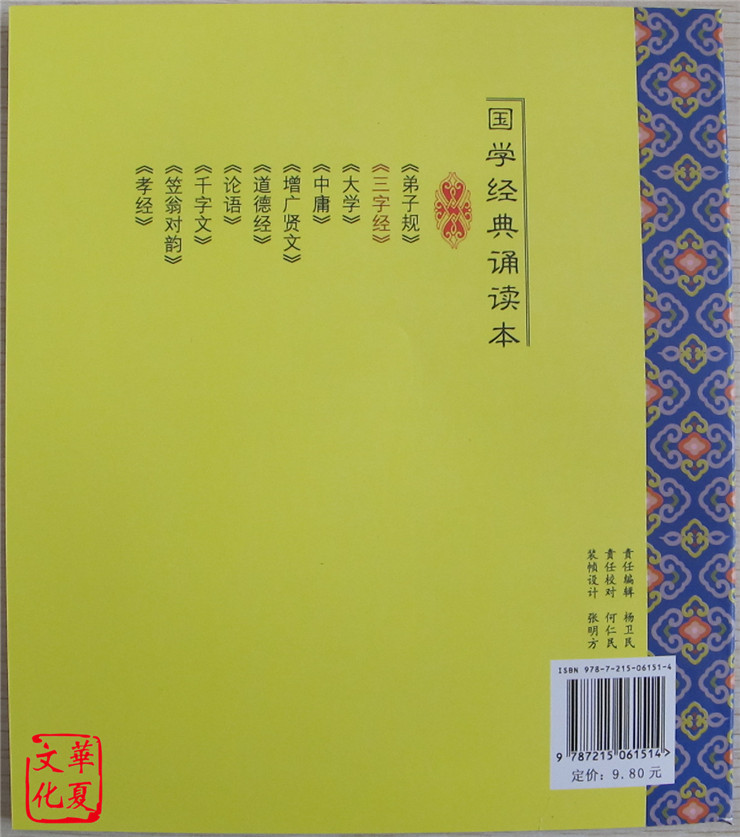 国学经典诵读本
《弟子规》
《三字经》
《大学》
《中庸》
《增广贤文》
《道德经》
《论语》
《千字文》
《笠翁对韵》
《孝经》
责任编辑 杨卫民
责任校对 何仁民
装帧设计 张明方
ISBN 978-7-215-06151-4
9 787215 061514
定价：9.80元
華夏
文化